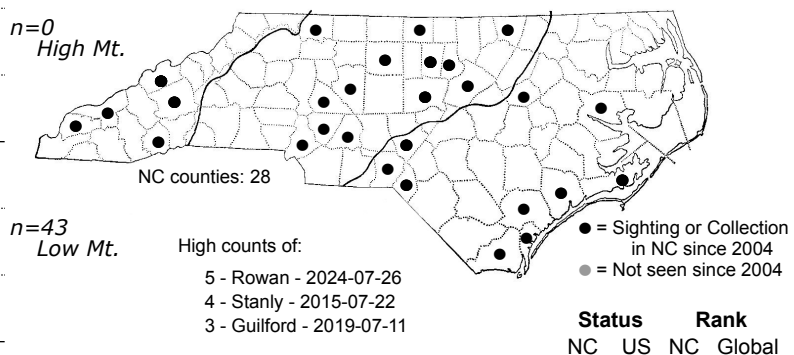 n=0
High Mt.
NC counties: 28
n=43
Low Mt.
High counts of:
5 - Rowan - 2024-07-26
4 - Stanly - 2015-07-22
3 - Guilford - 2019-07-11
● = Sighting or Collection
in NC since 2004
● = Not seen since 2004
Status Rank
NC US NC Global